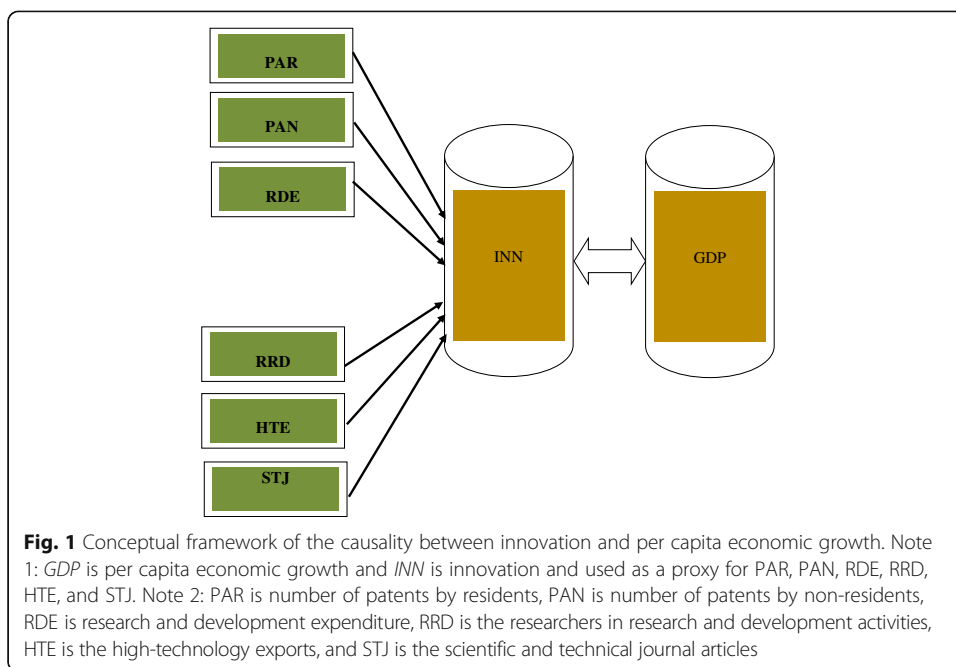 PAR
PAN
RDE
INN
GDP
RRD
HTE
STJ
Fig. 1 Conceptual framework of the causality between innovation and per capita economic growth. Note
1: GDP is per capita economic growth and INN is innovation and used as a proxy for PAR, PAN, RDE, RRD,
HTE, and STJ. Note 2: PAR is number of patents by residents, PAN is number of patents by non-residents,
RDE is research and development expenditure, RRD is the researchers in research and development activities,
HTE is the high-technology exports, and STJ is the scientific and technical journal articles